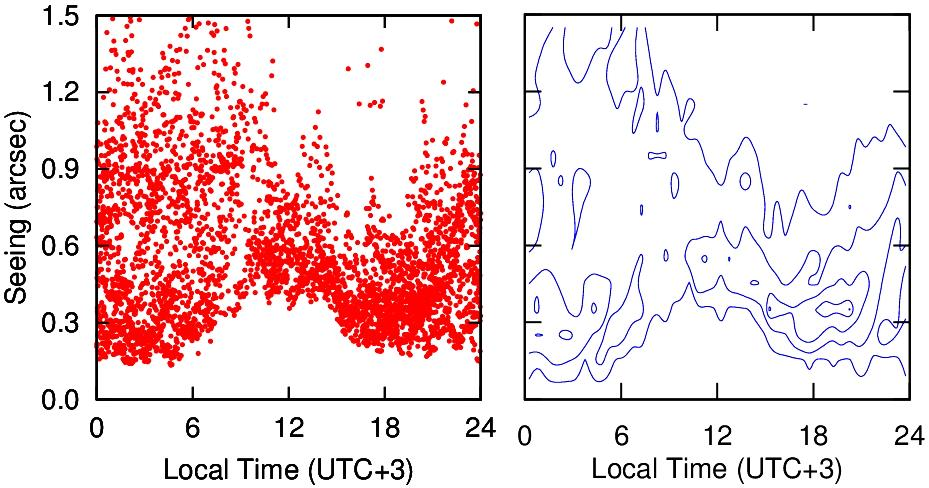 1.5
1.2
0.9
0.6
0.3
0.0
Seeing (arcsec)
0 6 12 18 24
Local Time (UTC+3)
0 6 12 18 24
Local Time (UTC+3)